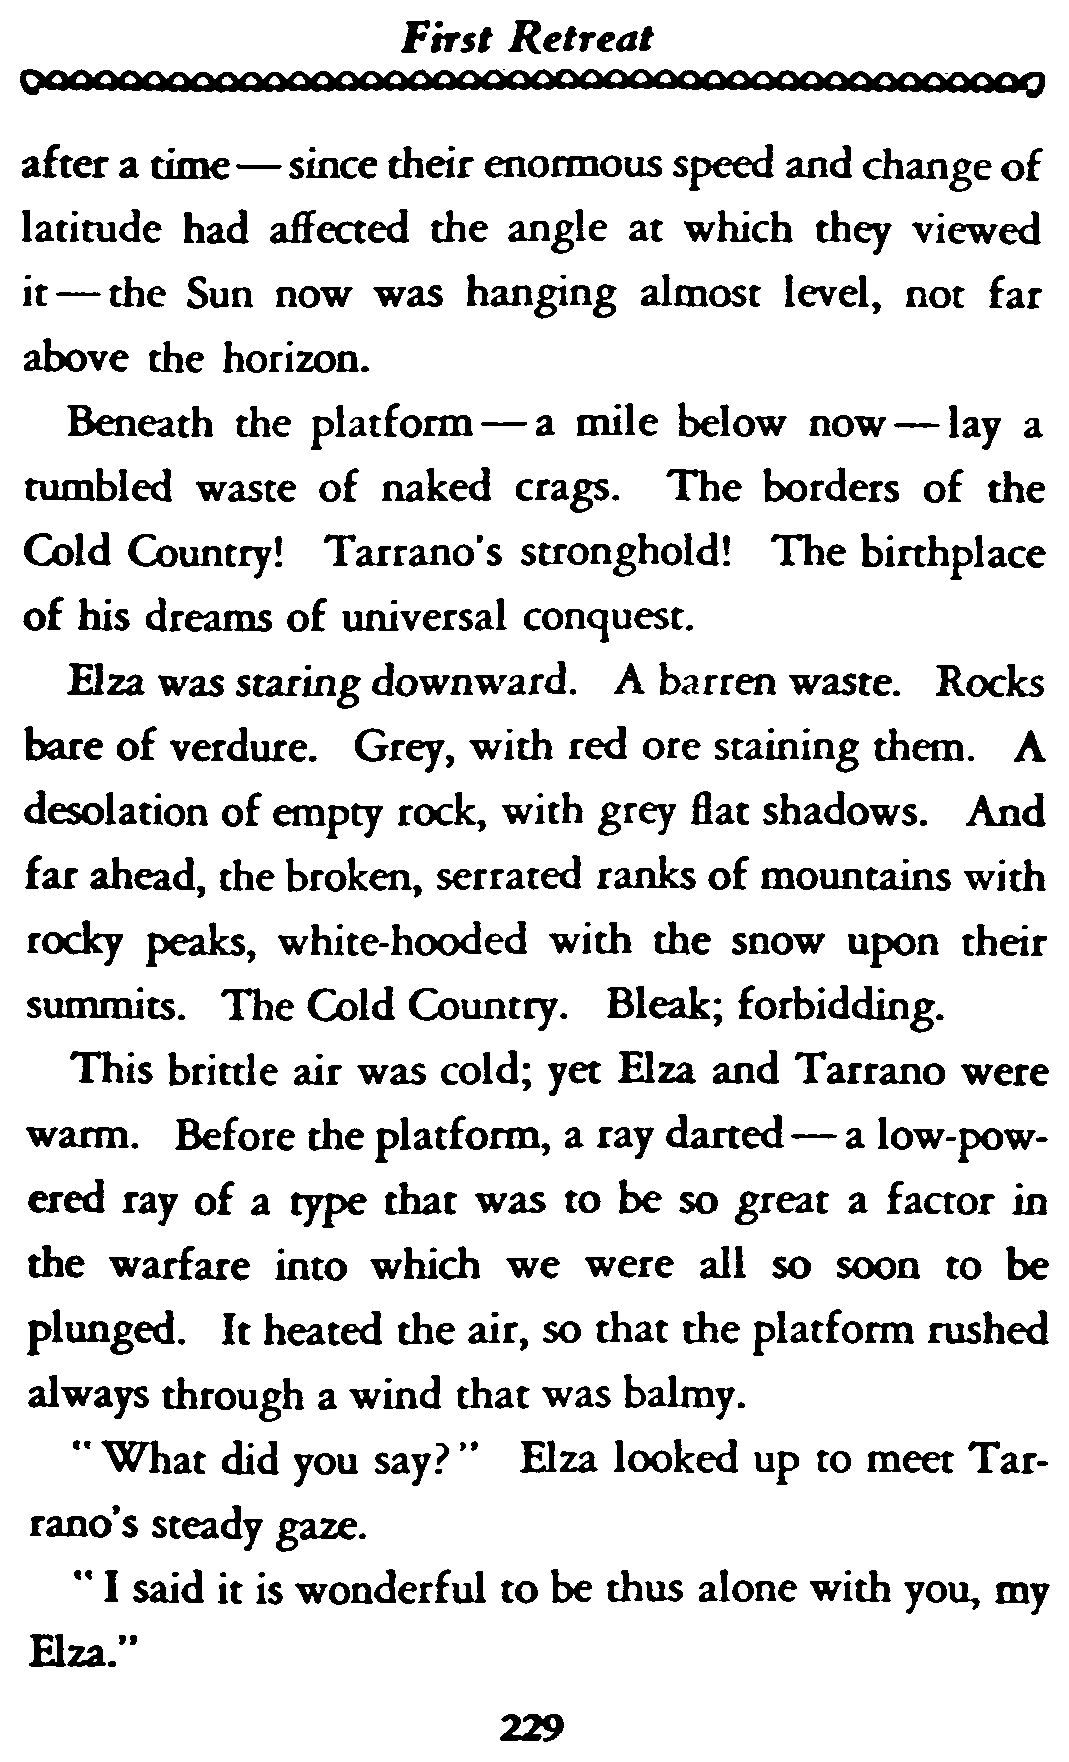 First Retreat
after a time—since their enormous speed and change of
latitude had affected the angle at which they viewed
it—the Sun now was hanging almost level, not far
above the horizon.
Beneath the platform—a mile below now—lay a
tumbled waste of naked crags. The borders of the
Cold Country! Tarrano's stronghold! The birthplace
of his dreams of universal conquest.
Elza was staring downward. A barren waste. Rocks
bare of verdure. Grey, with red ore staining them. A
desolation of empty rock, with grey flat shadows. And
far ahead, the broken, serrated ranks of mountains with
rocky peaks, white-hooded with the snow upon their
summits. The Cold Country. Bleak; forbidding.
This brittle air was cold; yet Elza and Tarrano were
warm. Before the platform, a ray darted—a low-pow-
ered ray of a type that was to be so great a factor in
the warfare into which we were all so soon to be
plunged. It heated the air, so that the platform rushed
always through a wind that was balmy.
"What did you say?" Elza looked up to meet Tar-
rano's steady gaze.
"I said it is wonderful to be thus alone with you, my
Elza."
229